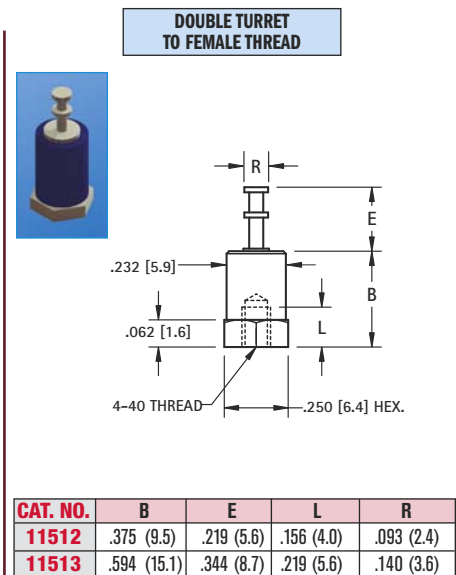 DOUBLE TURRET
TO FEMALE THREAD
R
E
.232 [5.9]
B
.062 [1.6]
L
4-40 THREAD
.250 [6.4] HEX.
CAT. NO. B E L R
11512 .375 (9.5) .219 (5.6) .156 (4.0) .093 (2.4)
11513 .594 (15.1) .344 (8.7) .219 (5.6) .140 (3.6)